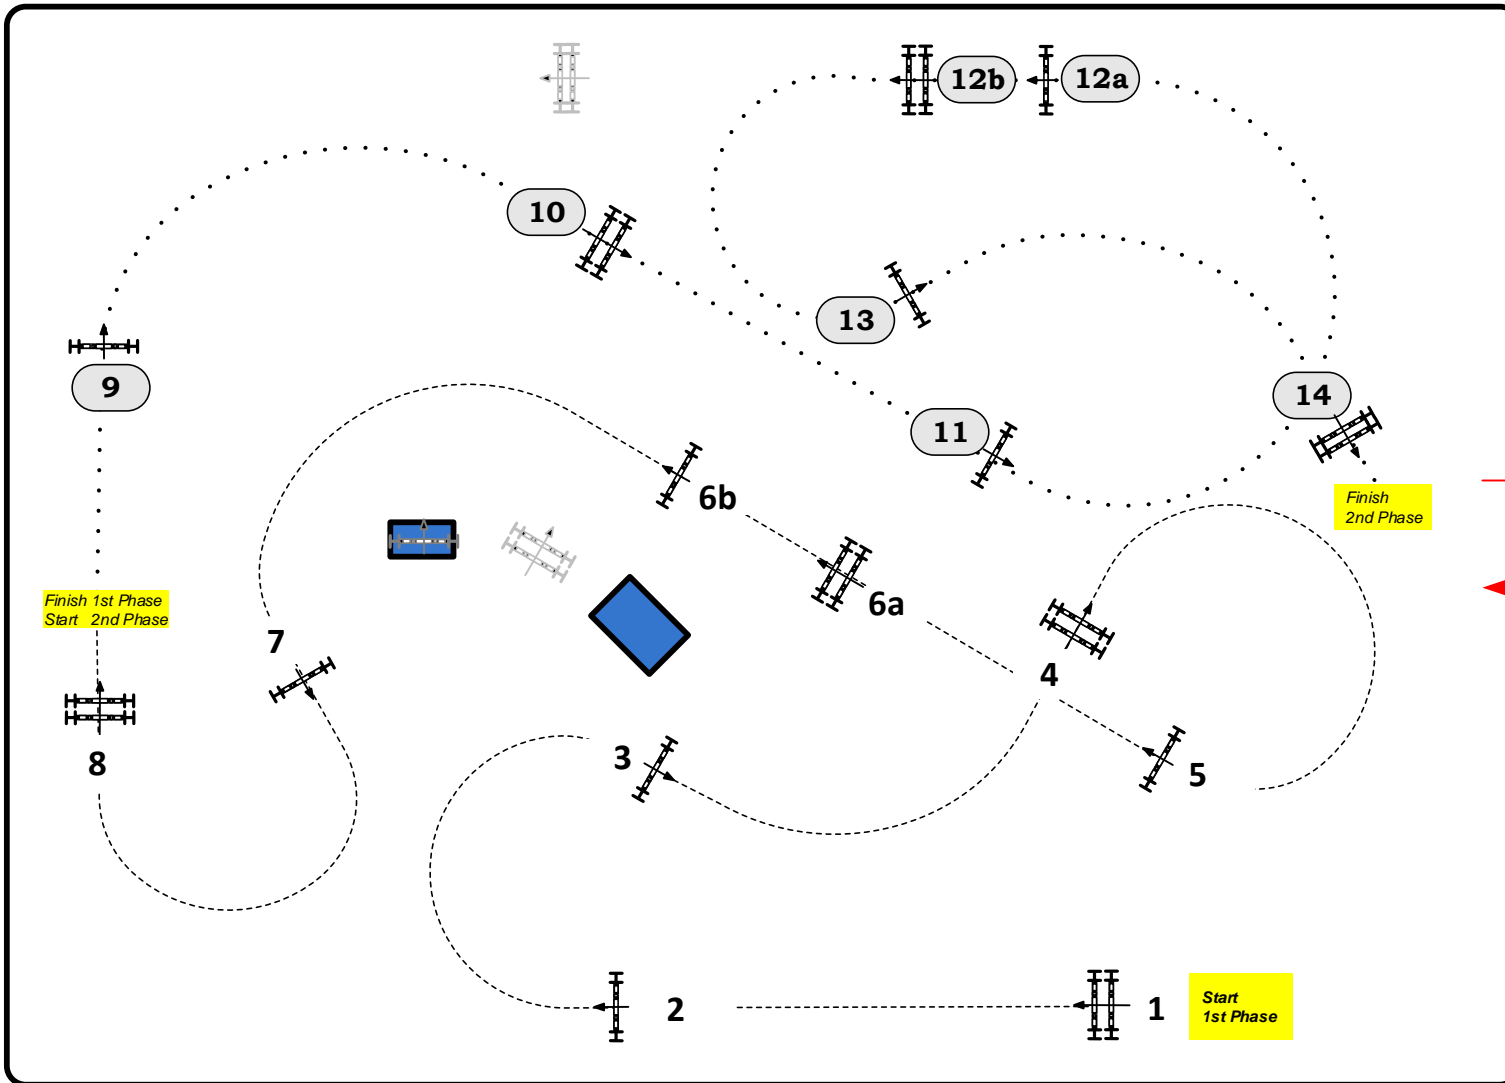 12b
12a
10
13
9
14
11
6b
Finish
2nd Phase
6a
Finish 1st Phase
Start 2nd Phase
7
4
3
8
5
2
1
Start
1st Phase